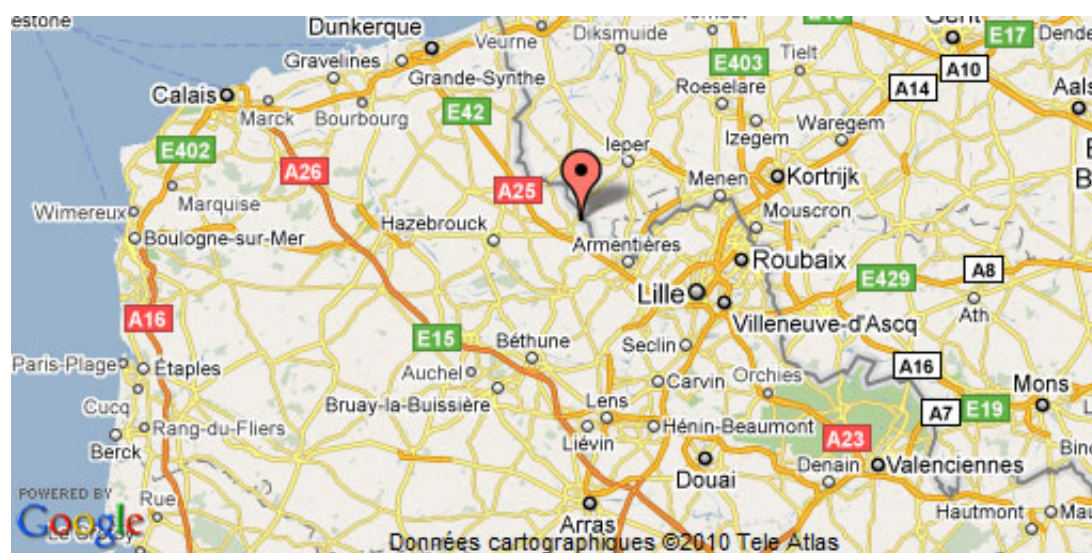 Dunkerque
Veurne
Diksmuide
Gent
E17
Gravelines
Grande-Synthe
E403
Tielt
A10
A14
Calais
Marck
Bourbourg
E42
Roeselare
Izegem
Waregem
E402
A26
Ieper
A25
Menen
Kortrijk
Marquise
Wimereux
Hazebrouck
Mouscron
Boulogne-sur-Mer
Armentières
Roubaix
A8
Lille
E429
A16
Villeneuve-d'Ascq
Ath
E15
Béthune
Seclin
Paris-Plage
Étaples
Auchel
A16
Carvin
Orchies
Mons
Cucq
Bruay-la-Buissière
Lens
A7
E19
Rang-du-Fliers
Liévin
Hénin-Beaumont
A23
Berck
Douai
Denain
Valenciennes
POWERED BY
Google
Rue
Arras
Hautmont
Données cartographiques ©2010 Tele Atlas